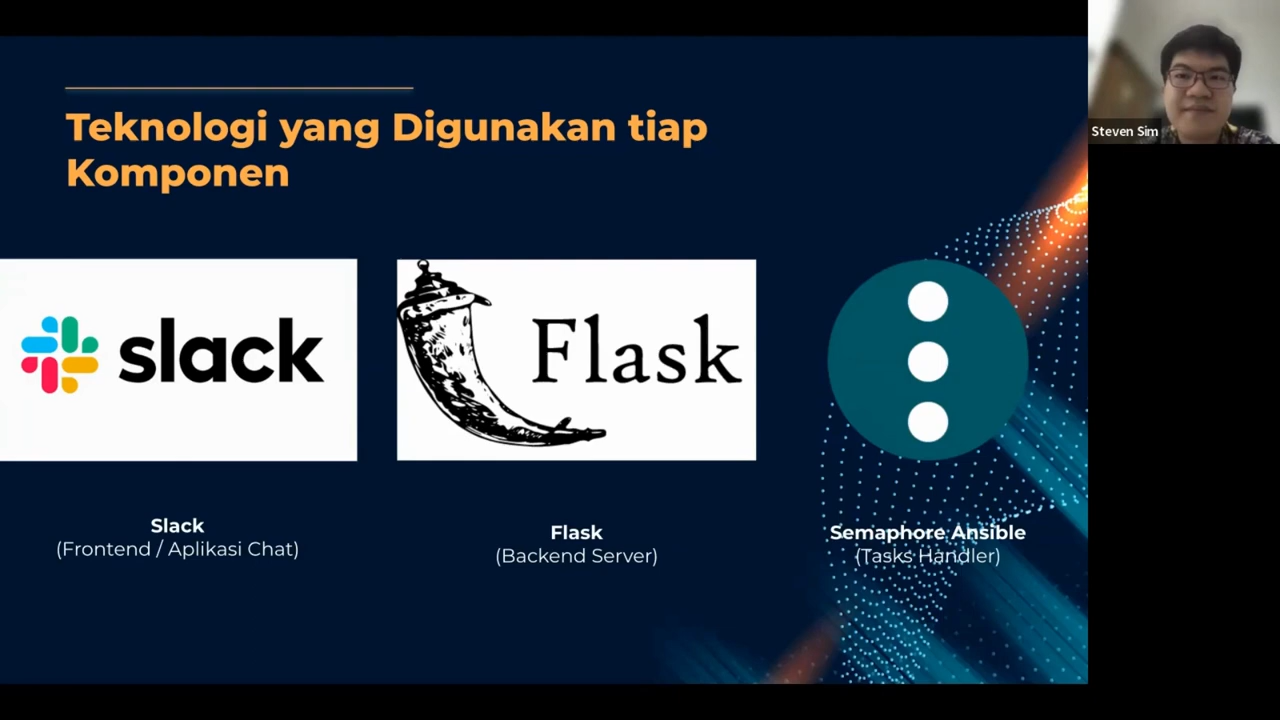 Teknologi yang Digunakan tiap
Komponen
Steven Sim
slack
Flask
Slack
(Frontend / Aplikasi Chat)
Flask
(Backend Server)
Semaphore Ansible
(Tasks Handler)